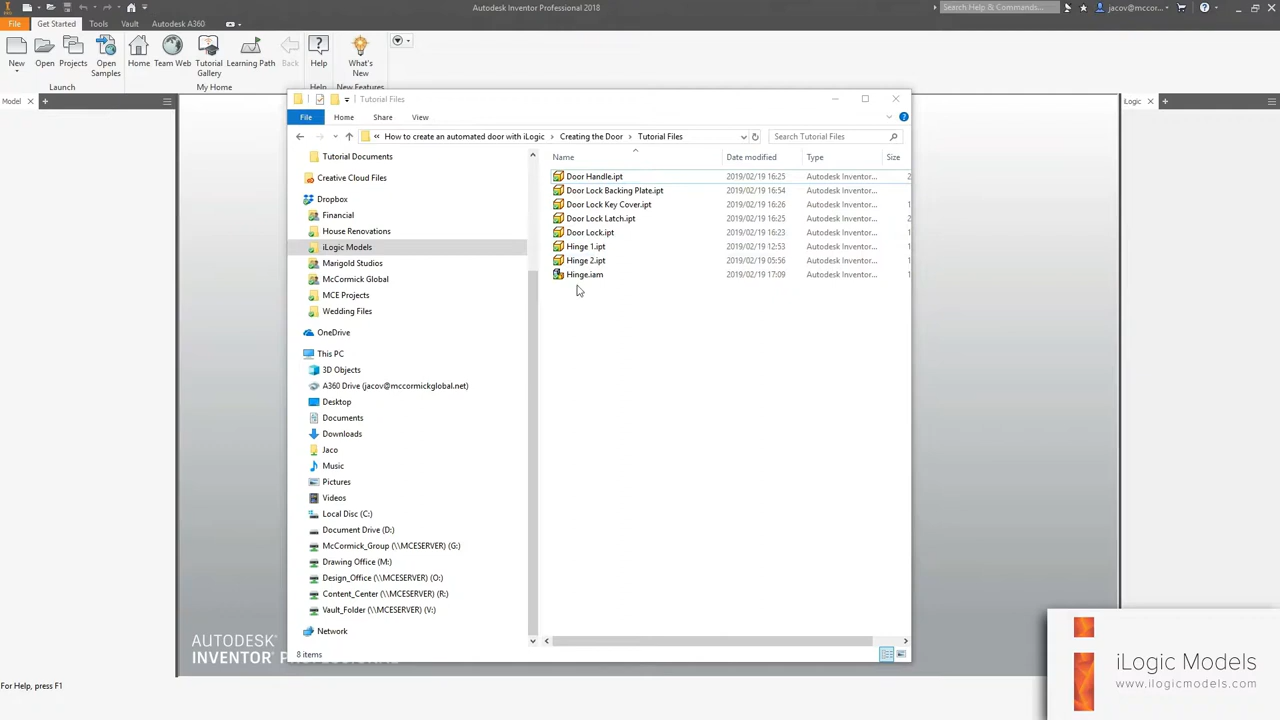 Autodesk Inventor Professional 2018
Search Help & Commands...
jacov@mccor...
File
Get Started
Tools
Vault
Autodesk A360
New
Open
Projects
Open Samples
Home
Team Web
Tutorial Gallery
Learning Path
Back
Help
What's New
Launch
My Home
Help
New Features
Model
Logic
Tutorial Files
File
Home
Share
View
« How to create an automated door with iLogic > Creating the Door > Tutorial Files
Search Tutorial Files
Name
Date modified
Type
Size
Door Handle.ipt 2019/02/19 16:25 Autodesk Inventor... 2
Door Lock Backing Plate.ipt 2019/02/19 16:54 Autodesk Inventor...
Door Lock Key Cover.ipt 2019/02/19 16:26 Autodesk Inventor... 1
Door Lock Latch.ipt 2019/02/19 16:25 Autodesk Inventor... 2
Door Lock.ipt 2019/02/19 16:23 Autodesk Inventor... 1
Hinge 1.ipt 2019/02/19 12:53 Autodesk Inventor... 1
Hinge 2.ipt 2019/02/19 05:56 Autodesk Inventor... 1
Hinge.iam 2019/02/19 17:09 Autodesk Inventor... 1
Tutorial Documents
Creative Cloud Files
Dropbox
Financial
House Renovations
iLogic Models
Marigold Studios
McCormick Global
MCE Projects
Wedding Files
OneDrive
This PC
3D Objects
A360 Drive (jacov@mccormickglobal.net)
Desktop
Documents
Downloads
Jaco
Music
Pictures
Videos
Local Disc (C:)
Document Drive (D:)
McCormick_Group (\\MCESERVER) (G:)
Drawing Office (M:)
Design_Office (\\MCESERVER) (O:)
Content_Center (\\MCESERVER) (R:)
Vault_Folder (\\MCESERVER) (V:)
Network
8 items
AUTODESK
INVENTOR
For Help, press F1
iLogic Models
www.ilogicmodels.com